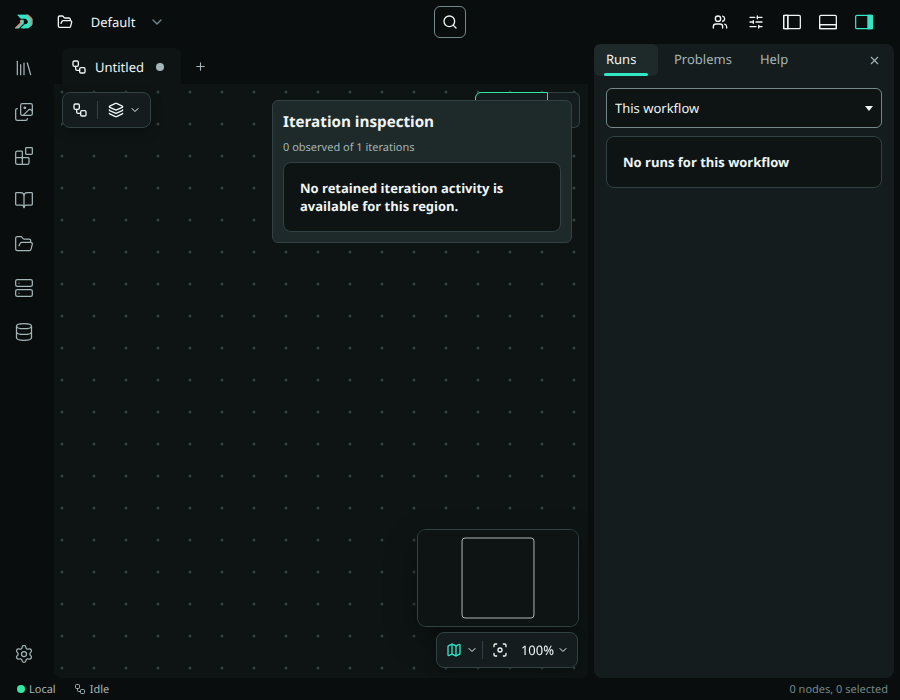 Default
Untitled
Iteration inspection
0 observed of 1 iterations
No retained iteration activity is
available for this region.
100%
Runs
Problems
Help
This workflow
No runs for this workflow
Local
Idle
0 nodes, 0 selected